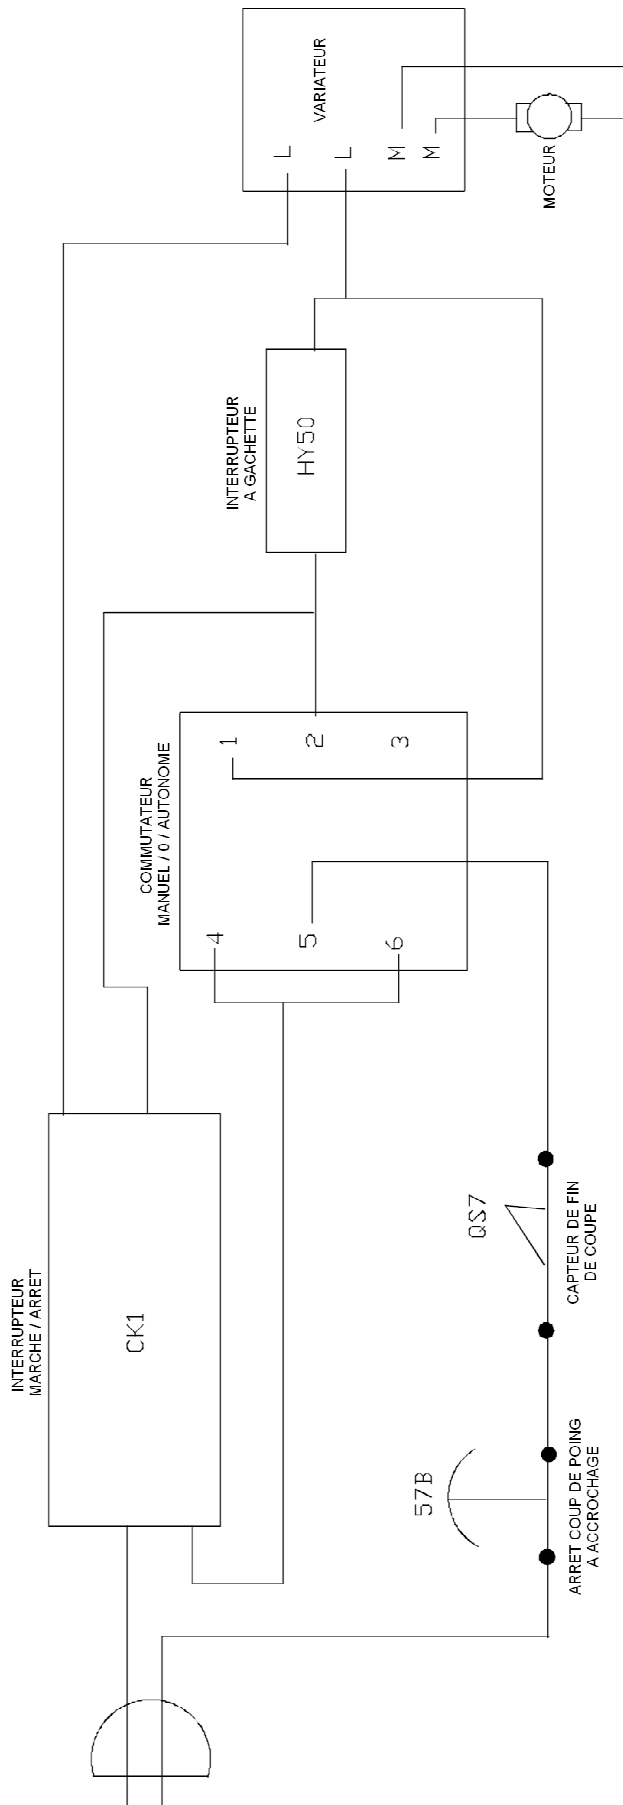 VARIATEUR
L
L
M
M
MOTEUR
INTERRUPTEUR
A GACHETTE
HY50
COMMUTATEUR
MANUEL / 0 / AUTONOME
1
2
3
4
5
6
INTERRUPTEUR
MARCHE / ARRET
CK1
QS7
CAPTEUR DE FIN
DE COUPE
57B
ARRET COUP DE POING
A ACCROCHAGE